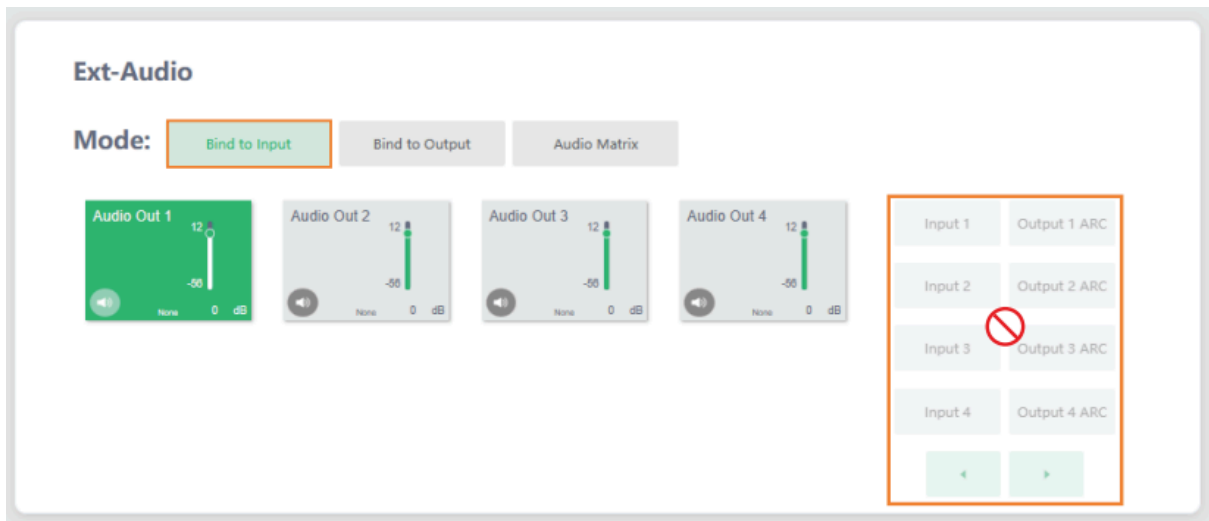 Ext-Audio
Mode: Bind to Input Bind to Output Audio Matrix
Audio Out 1 12 -56 None 0 dB
Audio Out 2 12 -56 None 0 dB
Audio Out 3 12 -56 None 0 dB
Audio Out 4 12 -56 None 0 dB
Input 1 Output 1 ARC
Input 2 Output 2 ARC
Input 3 Output 3 ARC
Input 4 Output 4 ARC